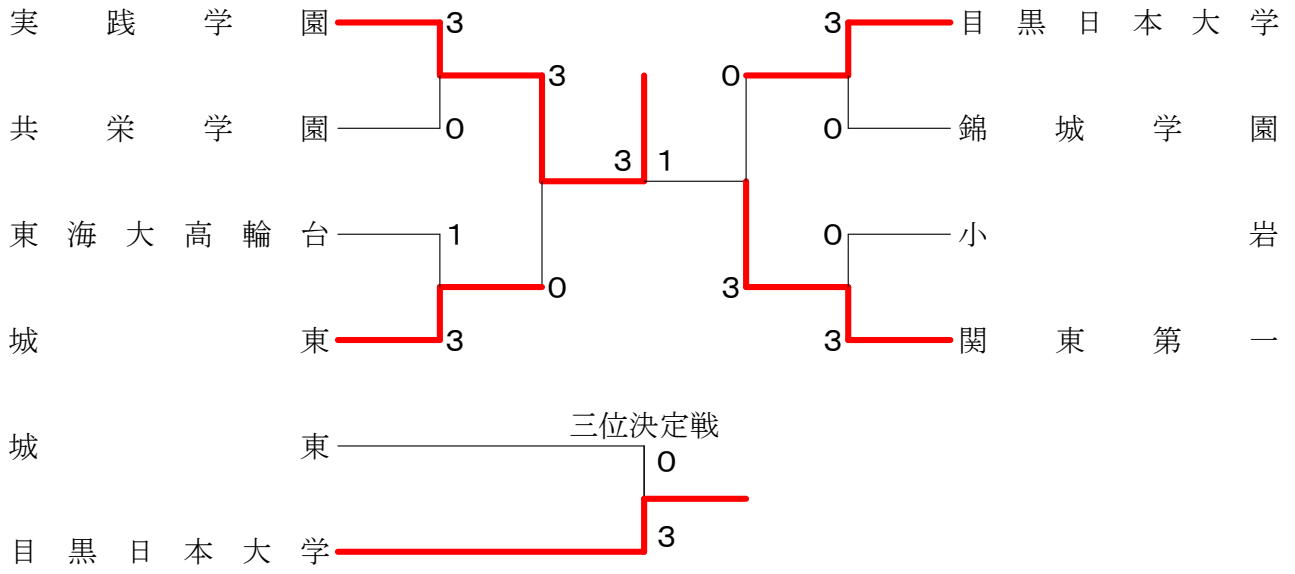 実践学園 3 3 目黒日本大学
3 0
共栄学園 0 0 錦城学園
3 1
東海大高輪台 1 0 小岩
0 3
城東 3 3 関東第一
三位決定戦
城東 0
目黒日本大学 3